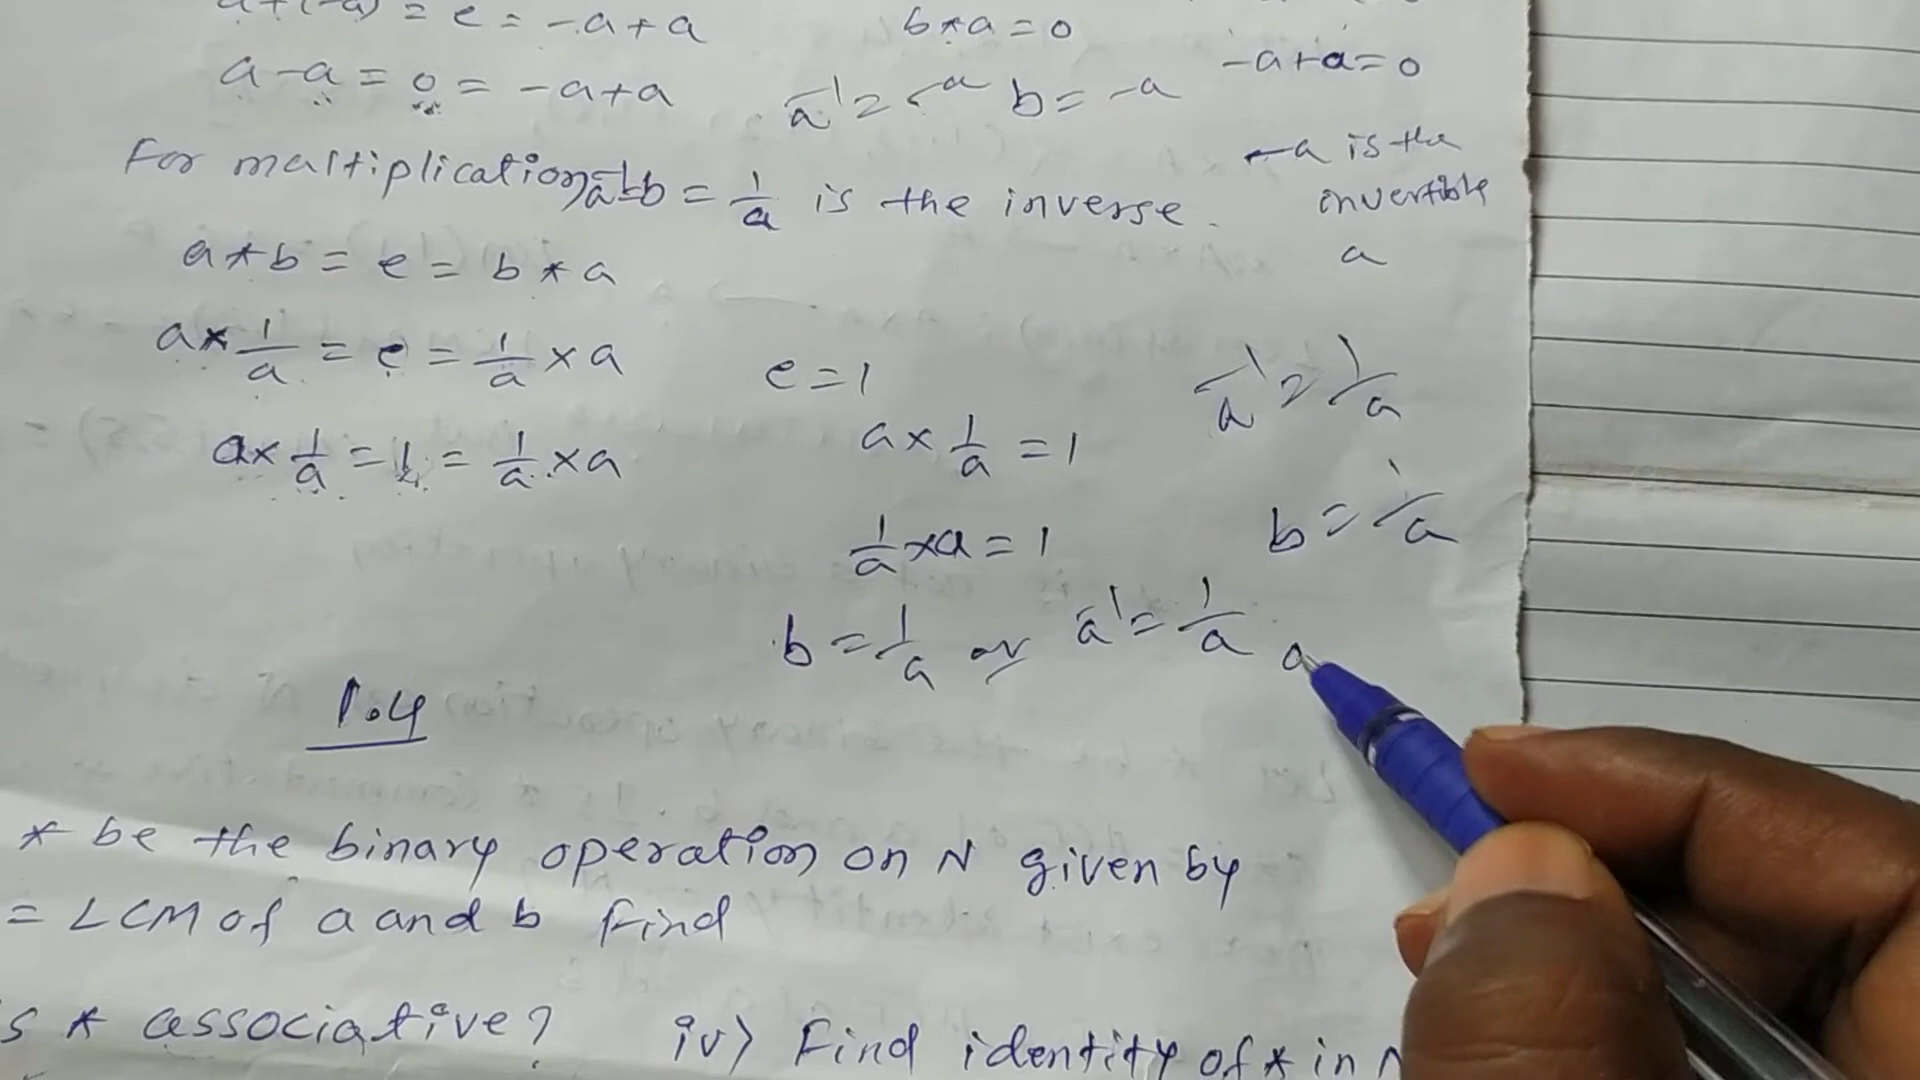 a+(-a) = e = -a+a
b*a=0
-a+a=0
a-a = 0 = -a+a
a⁻¹ = -a b = -a
For maltiplication, a⁻¹=b = 1/a is the inverse.
-a is the
invertible
a
a*b = e = b*a
a* 1/a = e = 1/a × a
e=1
a⁻¹ = 1/a
a× 1/a = 1 = 1/a × a
a× 1/a = 1
1/a ×a = 1
b = 1/a
b = 1/a or a⁻¹ = 1/a a
1.4
* be the binary operation on N given by
= LCM of a and b find
s * associative?
iv) Find identity of * in N